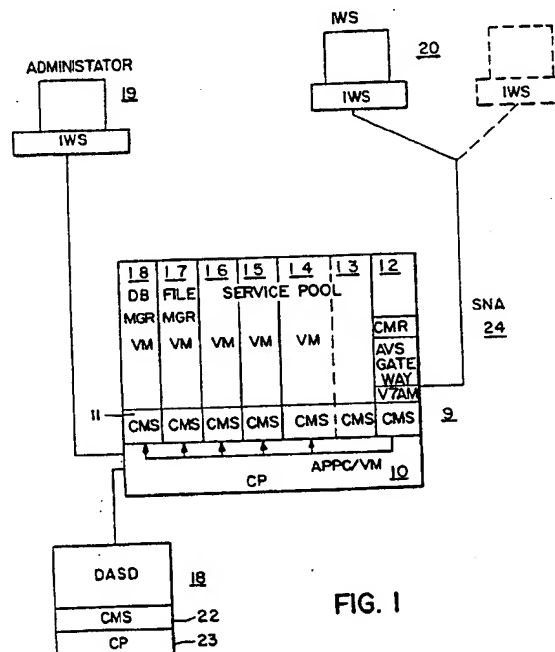 IWS
20
ADMINISTATOR
19
IWS
IWS
IWS
18 17 16 15 14 13 12
DB FILE SERVICE POOL
MGR MGR
VM VM VM VM VM
CMR
AVS
GATE
WAY
V7AM
SNA
24
11
CMS CMS CMS CMS CMS CMS CMS
9
APPC/VM
CP 10
DASD
18
CMS
22
CP
23
FIG. 1